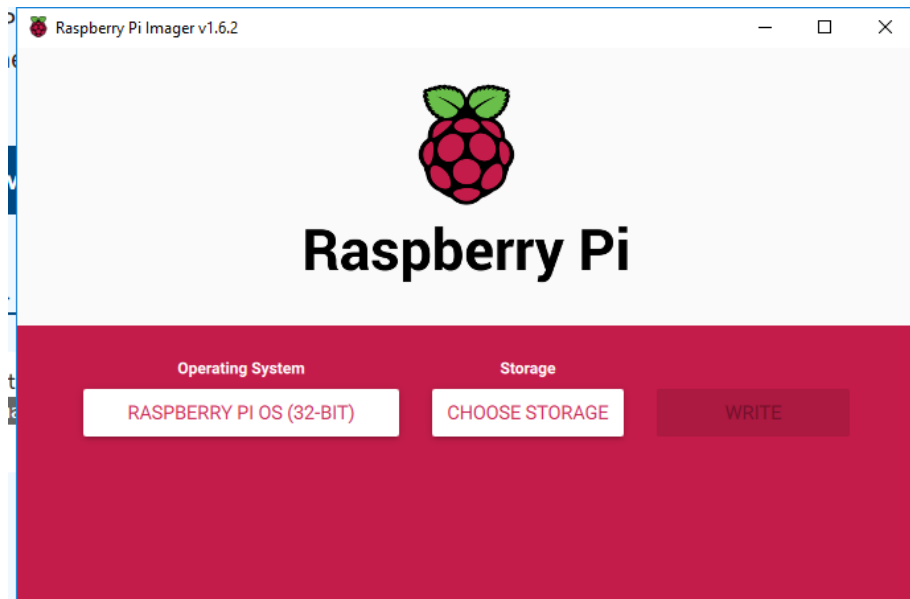 Raspberry Pi Imager v1.6.2
Raspberry Pi
Operating System
Storage
RASPBERRY PI OS (32-BIT)
CHOOSE STORAGE
WRITE